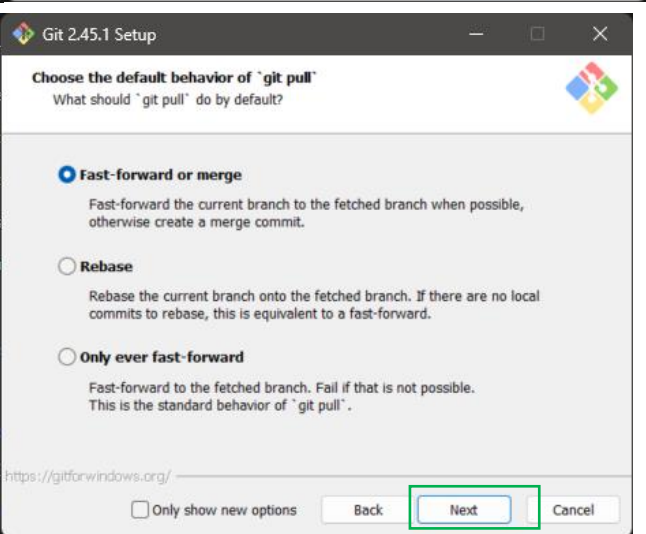 Git 2.45.1 Setup
Choose the default behavior of `git pull`
What should `git pull` do by default?
Fast-forward or merge
Fast-forward the current branch to the fetched branch when possible,
otherwise create a merge commit.
Rebase
Rebase the current branch onto the fetched branch. If there are no local
commits to rebase, this is equivalent to a fast-forward.
Only ever fast-forward
Fast-forward to the fetched branch. Fail if that is not possible.
This is the standard behavior of `git pull`.
https://gitforwindows.org/
Only show new options
Back
Next
Cancel